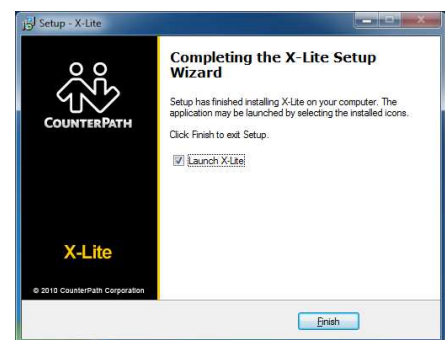 Setup - X-Lite
COUNTERPATH
X-Lite
© 2010 CounterPath Corporation
Completing the X-Lite Setup
Wizard
Setup has finished installing X-Lite on your computer. The
application may be launched by selecting the installed icons.
Click Finish to exit Setup.
Launch X-Lite
Finish